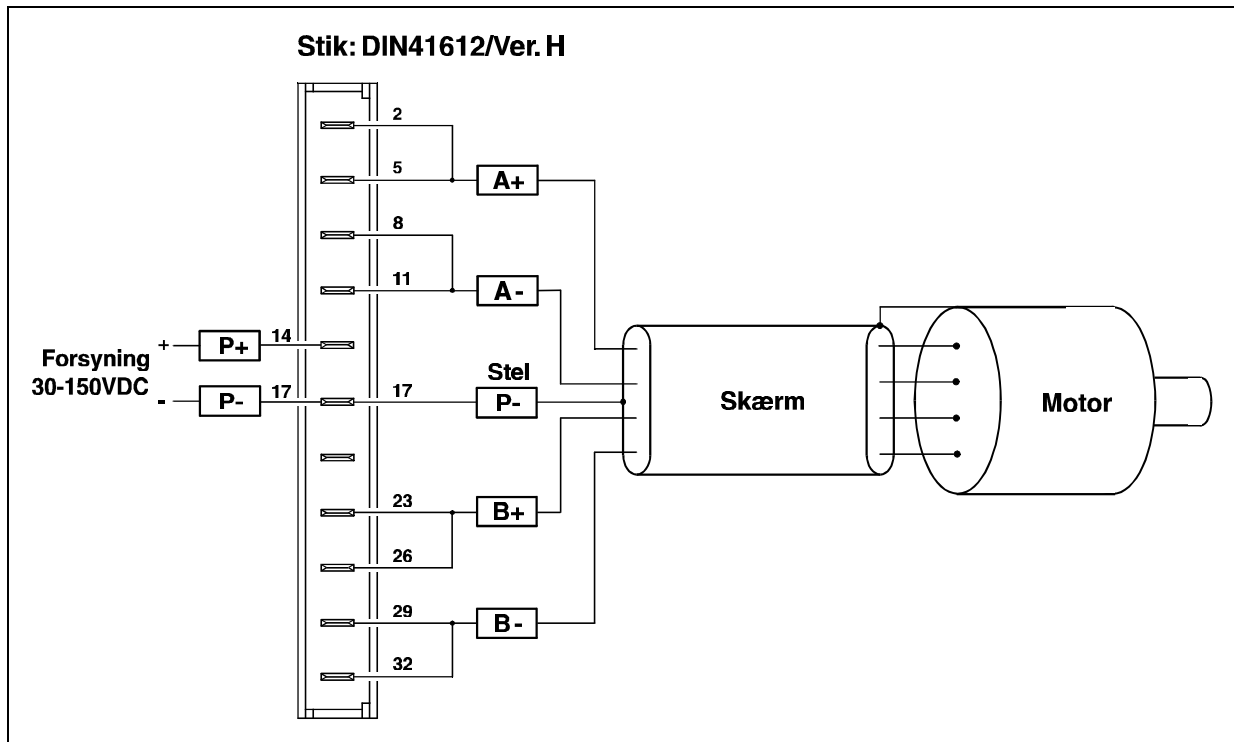 Stik: DIN41612/Ver. H
2
5
A+
8
11
A-
Forsyning
30-150VDC
+
P+
14
-
P-
17
17
Stel
P-
Skærm
Motor
23
B+
26
29
B-
32